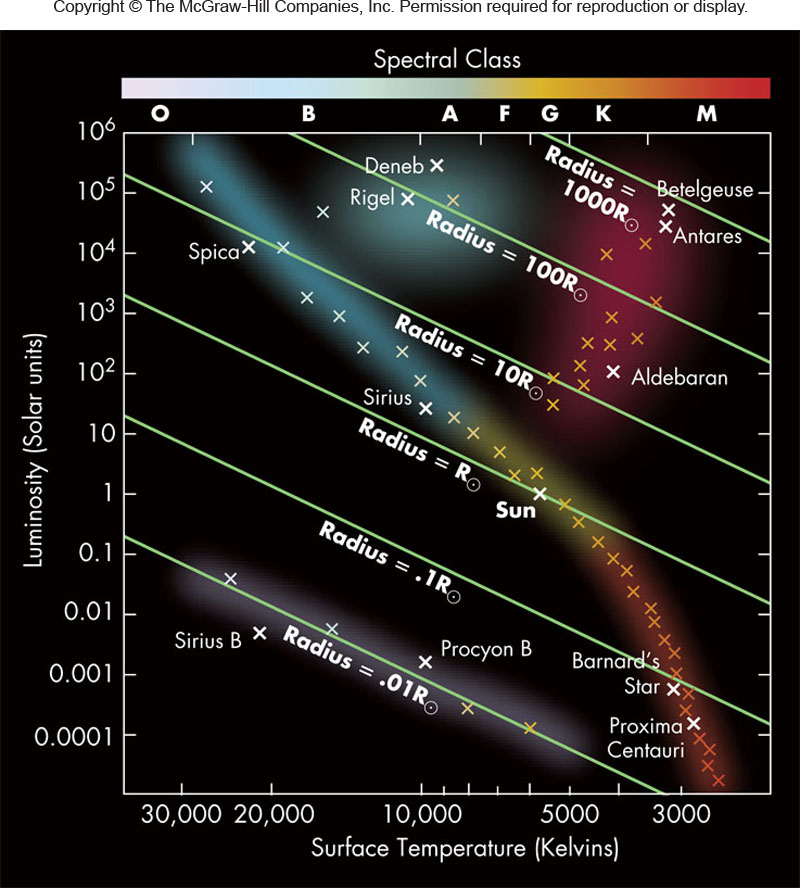 Copyright © The McGraw-Hill Companies, Inc. Permission required for reproduction or display.
Spectral Class
O B A F G K M
10⁶
10⁵
10⁴
10³
10²
10
1
0.1
0.01
0.001
0.0001
Luminosity (Solar units)
Deneb
Rigel
Radius =
1000R☉
Betelgeuse
Antares
Radius = 100R☉
Spica
Radius = 10R☉
Aldebaran
Sirius
Radius = R☉
Sun
Radius = .1R☉
Sirius B
Radius = .01R☉
Procyon B
Barnard's
Star
Proxima
Centauri
30,000 20,000 10,000 5000 3000
Surface Temperature (Kelvins)